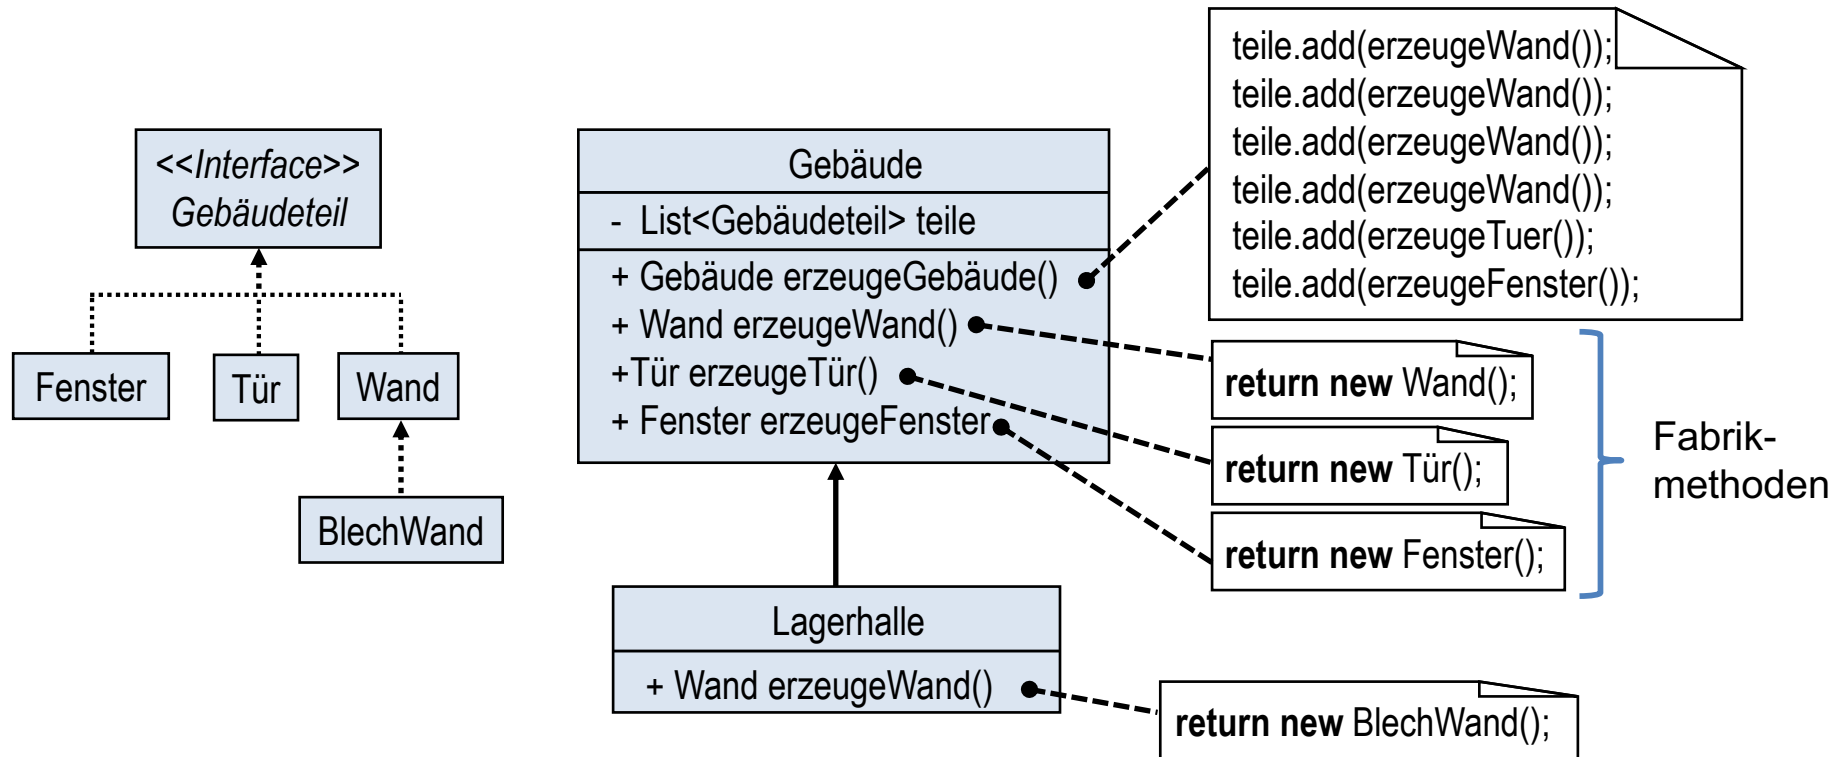 <<Interface>>
Gebäudeteil
Fenster
Tür
Wand
BlechWand
Gebäude
- List<Gebäudeteil> teile
+ Gebäude erzeugeGebäude()
+ Wand erzeugeWand()
+Tür erzeugeTür()
+ Fenster erzeugeFenster
Lagerhalle
+ Wand erzeugeWand()
teile.add(erzeugeWand());
teile.add(erzeugeWand());
teile.add(erzeugeWand());
teile.add(erzeugeWand());
teile.add(erzeugeTuer());
teile.add(erzeugeFenster());
return new Wand();
return new Tür();
return new Fenster();
return new BlechWand();
Fabrik-
methoden